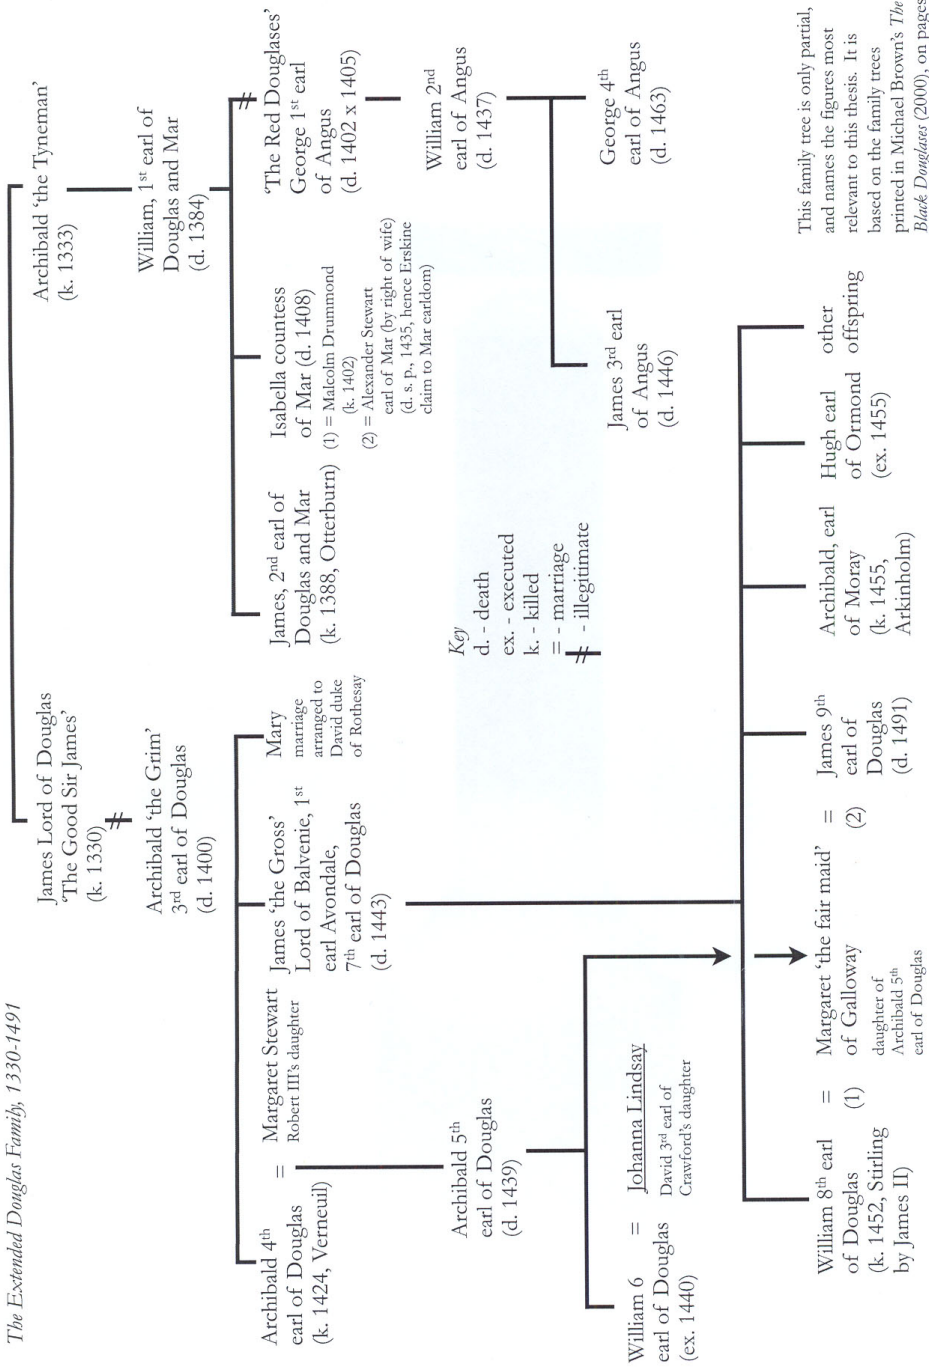 The Extended Douglas Family, 1330-1491
James Lord of Douglas
'The Good Sir James'
(k. 1330)
Archibald 'the Tyneman'
(k. 1333)
Archibald 'the Grim'
3rd earl of Douglas
(d. 1400)
William, 1st earl of
Douglas and Mar
(d. 1384)
Archibald 4th
earl of Douglas
(k. 1424, Verneuil)
=
Margaret Stewart
Robert III's daughter
James 'the Gross'
Lord of Balvenie, 1st
earl Avondale,
7th earl of Douglas
(d. 1443)
Mary
marriage
arranged to
David duke
of Rothesay
James, 2nd earl of
Douglas and Mar
(k. 1388, Otterburn)
Isabella countess
of Mar (d. 1408)
(1) = Malcolm Drummond
(k. 1402)
(2) = Alexander Stewart
earl of Mar (by right of wife)
(d. s. p., 1435, hence Erskine
claim to Mar earldom)
'The Red Douglases'
George 1st earl
of Angus
(d. 1402 x 1405)
Archibald 5th
earl of Douglas
(d. 1439)
William 2nd
earl of Angus
(d. 1437)
Key
d. - death
ex. - executed
k. - killed
= - marriage
- illegitimate
William 6
earl of Douglas
(ex. 1440)
=
Johanna Lindsay
David 3rd earl of
Crawford's daughter
James 3rd earl
of Angus
(d. 1446)
George 4th
earl of Angus
(d. 1463)
William 8th earl
of Douglas
(k. 1452, Stirling
by James II)
=
(1)
Margaret 'the fair maid'
of Galloway
daughter of
Archibald 5th
earl of Douglas
=
(2)
James 9th
earl of
Douglas
(d. 1491)
Archibald, earl
of Moray
(k. 1455,
Arkinholm)
Hugh earl
of Ormond
(ex. 1455)
other
offspring
This family tree is only partial,
and names the figures most
relevant to this thesis. It is
based on the family trees
printed in Michael Brown's The
Black Douglases (2000), on pages